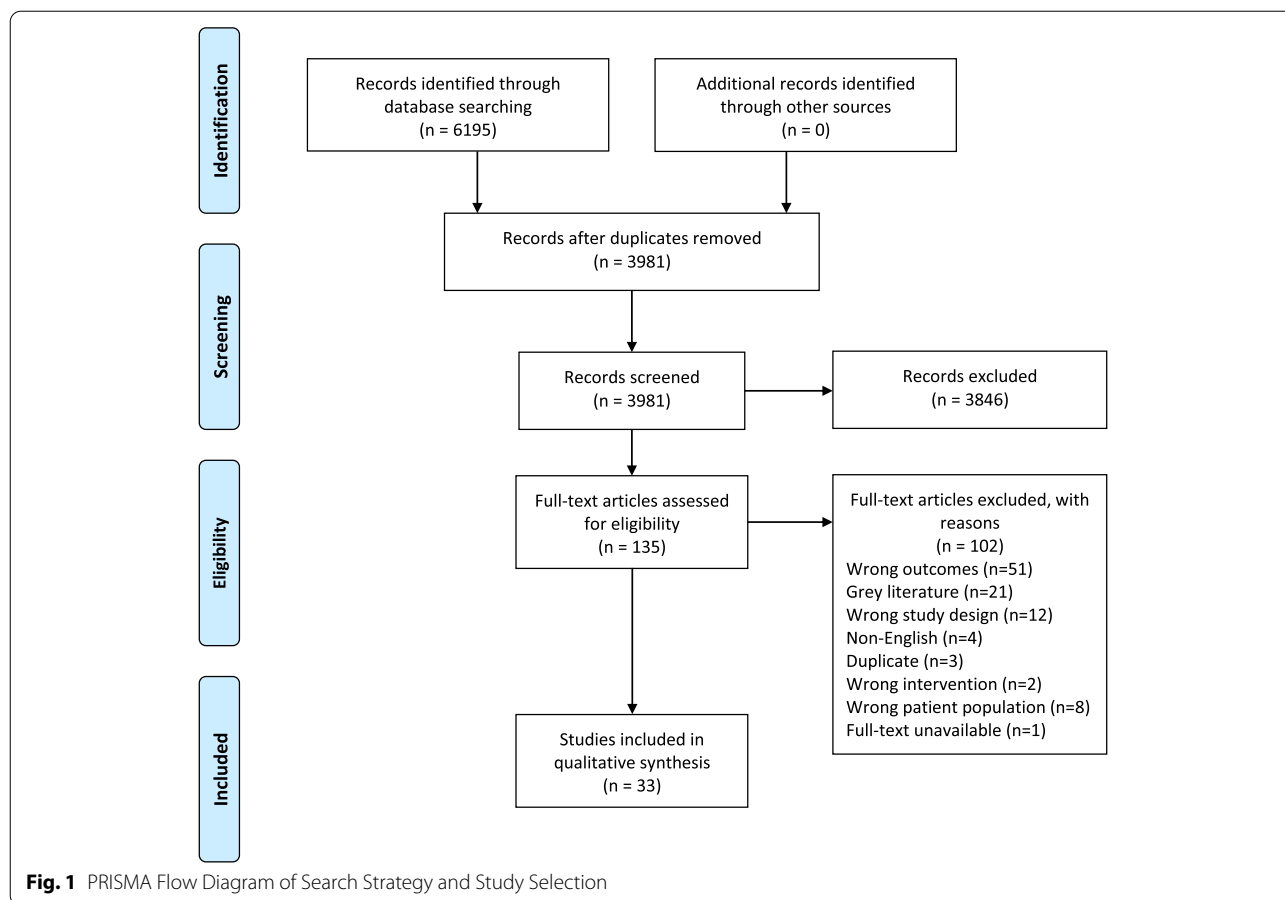 Identification
Records identified through
database searching
(n = 6195)
Additional records identified
through other sources
(n = 0)
Records after duplicates removed
(n = 3981)
Screening
Records screened
(n = 3981)
Records excluded
(n = 3846)
Eligibility
Full-text articles assessed
for eligibility
(n = 135)
Full-text articles excluded, with
reasons
(n = 102)
Wrong outcomes (n=51)
Grey literature (n=21)
Wrong study design (n=12)
Non-English (n=4)
Duplicate (n=3)
Wrong intervention (n=2)
Wrong patient population (n=8)
Full-text unavailable (n=1)
Included
Studies included in
qualitative synthesis
(n = 33)
Fig. 1 PRISMA Flow Diagram of Search Strategy and Study Selection